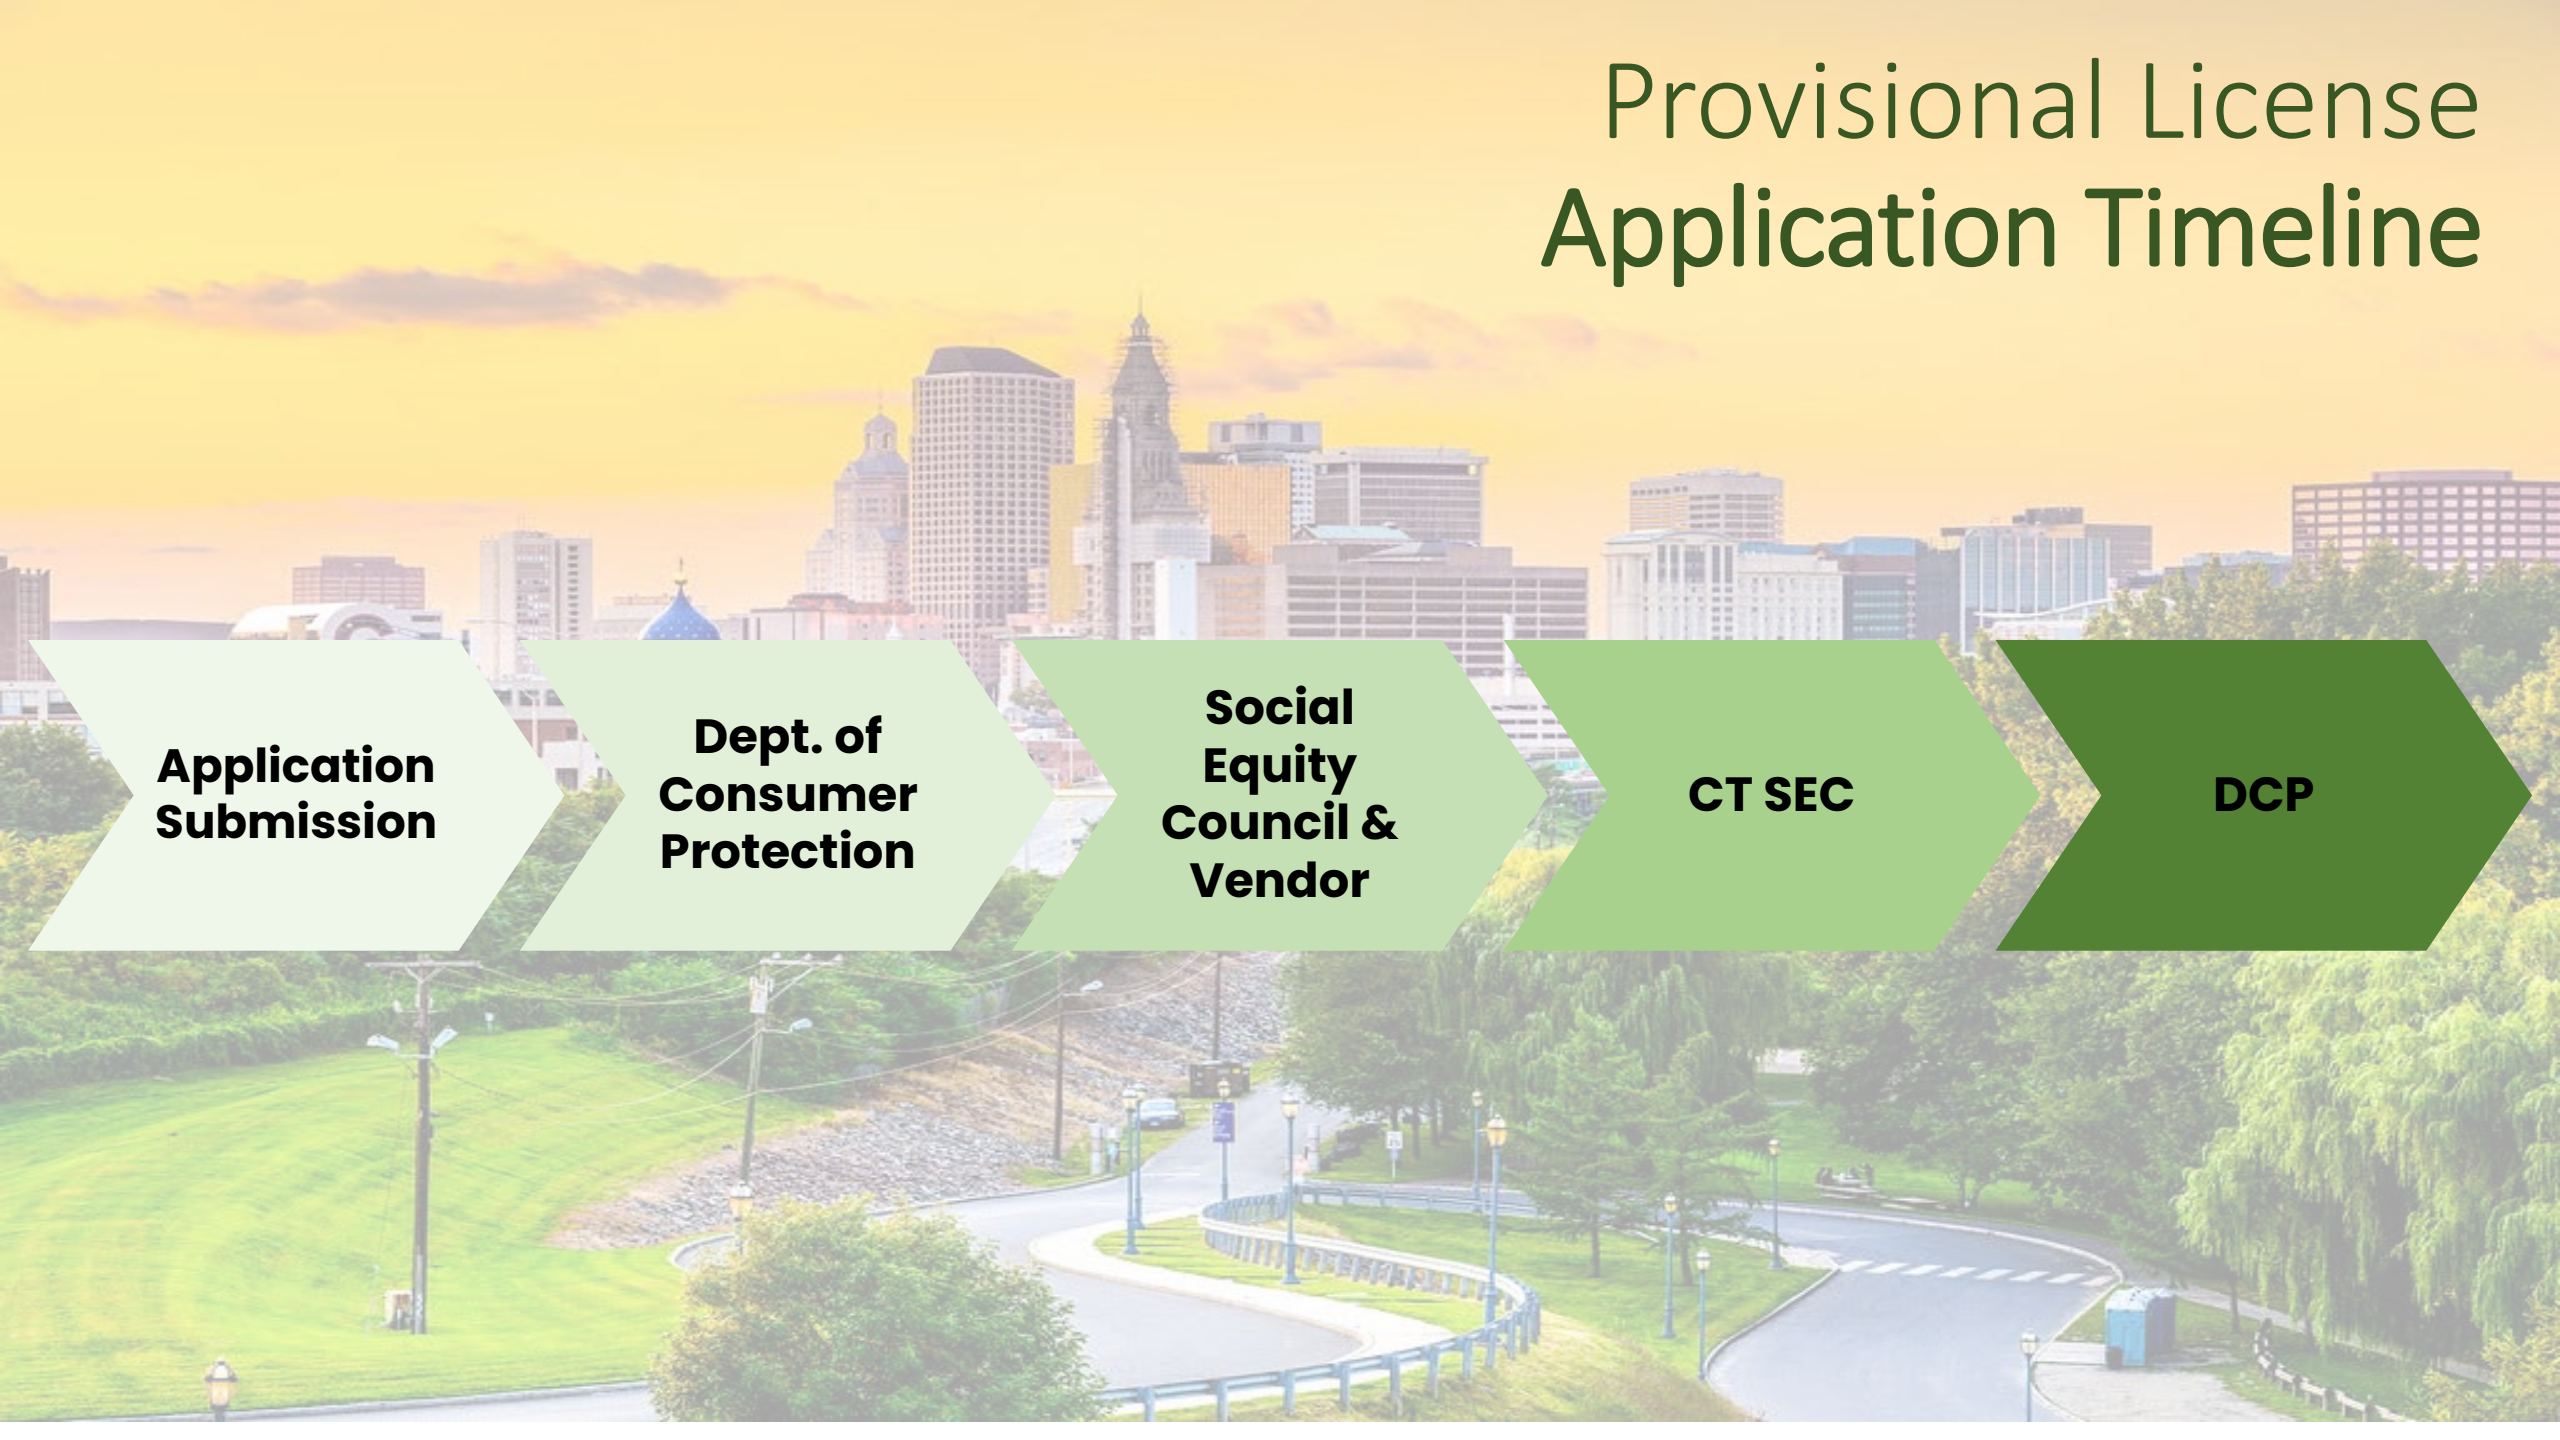 Provisional License
Application Timeline
Application
Submission
Dept. of
Consumer
Protection
Social
Equity
Council &
Vendor
CT SEC
DCP